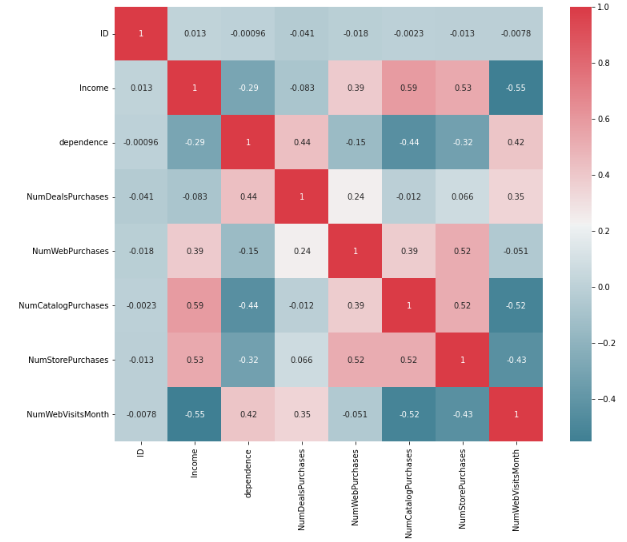 ID 1 0.013 -0.00096 -0.041 -0.018 -0.0023 -0.013 -0.0078
Income 0.013 1 -0.29 -0.083 0.39 0.59 0.53 -0.55
dependence -0.00096 -0.29 1 0.44 -0.15 -0.44 -0.32 0.42
NumDealsPurchases -0.041 -0.083 0.44 1 0.24 -0.012 0.066 0.35
NumWebPurchases -0.018 0.39 -0.15 0.24 1 0.39 0.52 -0.051
NumCatalogPurchases -0.0023 0.59 -0.44 -0.012 0.39 1 0.52 -0.52
NumStorePurchases -0.013 0.53 -0.32 0.066 0.52 0.52 1 -0.43
NumWebVisitsMonth -0.0078 -0.55 0.42 0.35 -0.051 -0.52 -0.43 1
ID
Income
dependence
NumDealsPurchases
NumWebPurchases
NumCatalogPurchases
NumStorePurchases
NumWebVisitsMonth
1.0
0.8
0.6
0.4
0.2
0.0
−0.2
−0.4